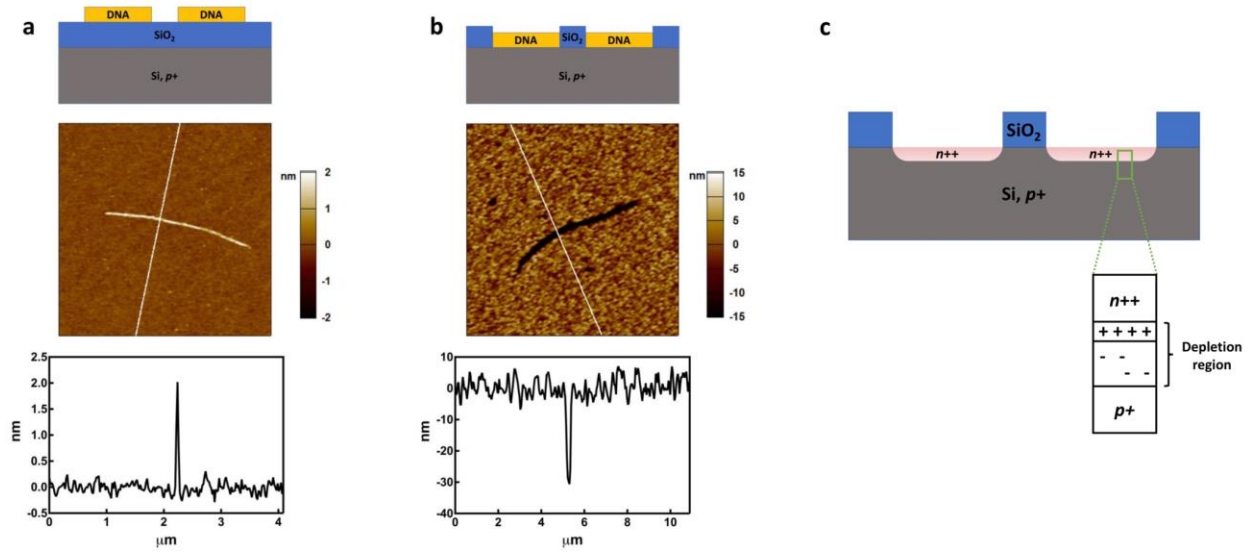 a
DNA DNA
SiO2
Si, p+
nm 2
1
0
-1
-2
2.5
2.0
1.5
1.0
0.5
0.0
-0.5
nm
0 1 2 3 4
μm
b
DNA SiO2 DNA
Si, p+
nm 15
10
5
0
-5
-10
-15
10
0
-10
-20
-30
-40
nm
0 2 4 6 8 10
μm
c
SiO2
n++ n++
Si, p+
n++
+ + + +
- -
- -
Depletion
region
p+